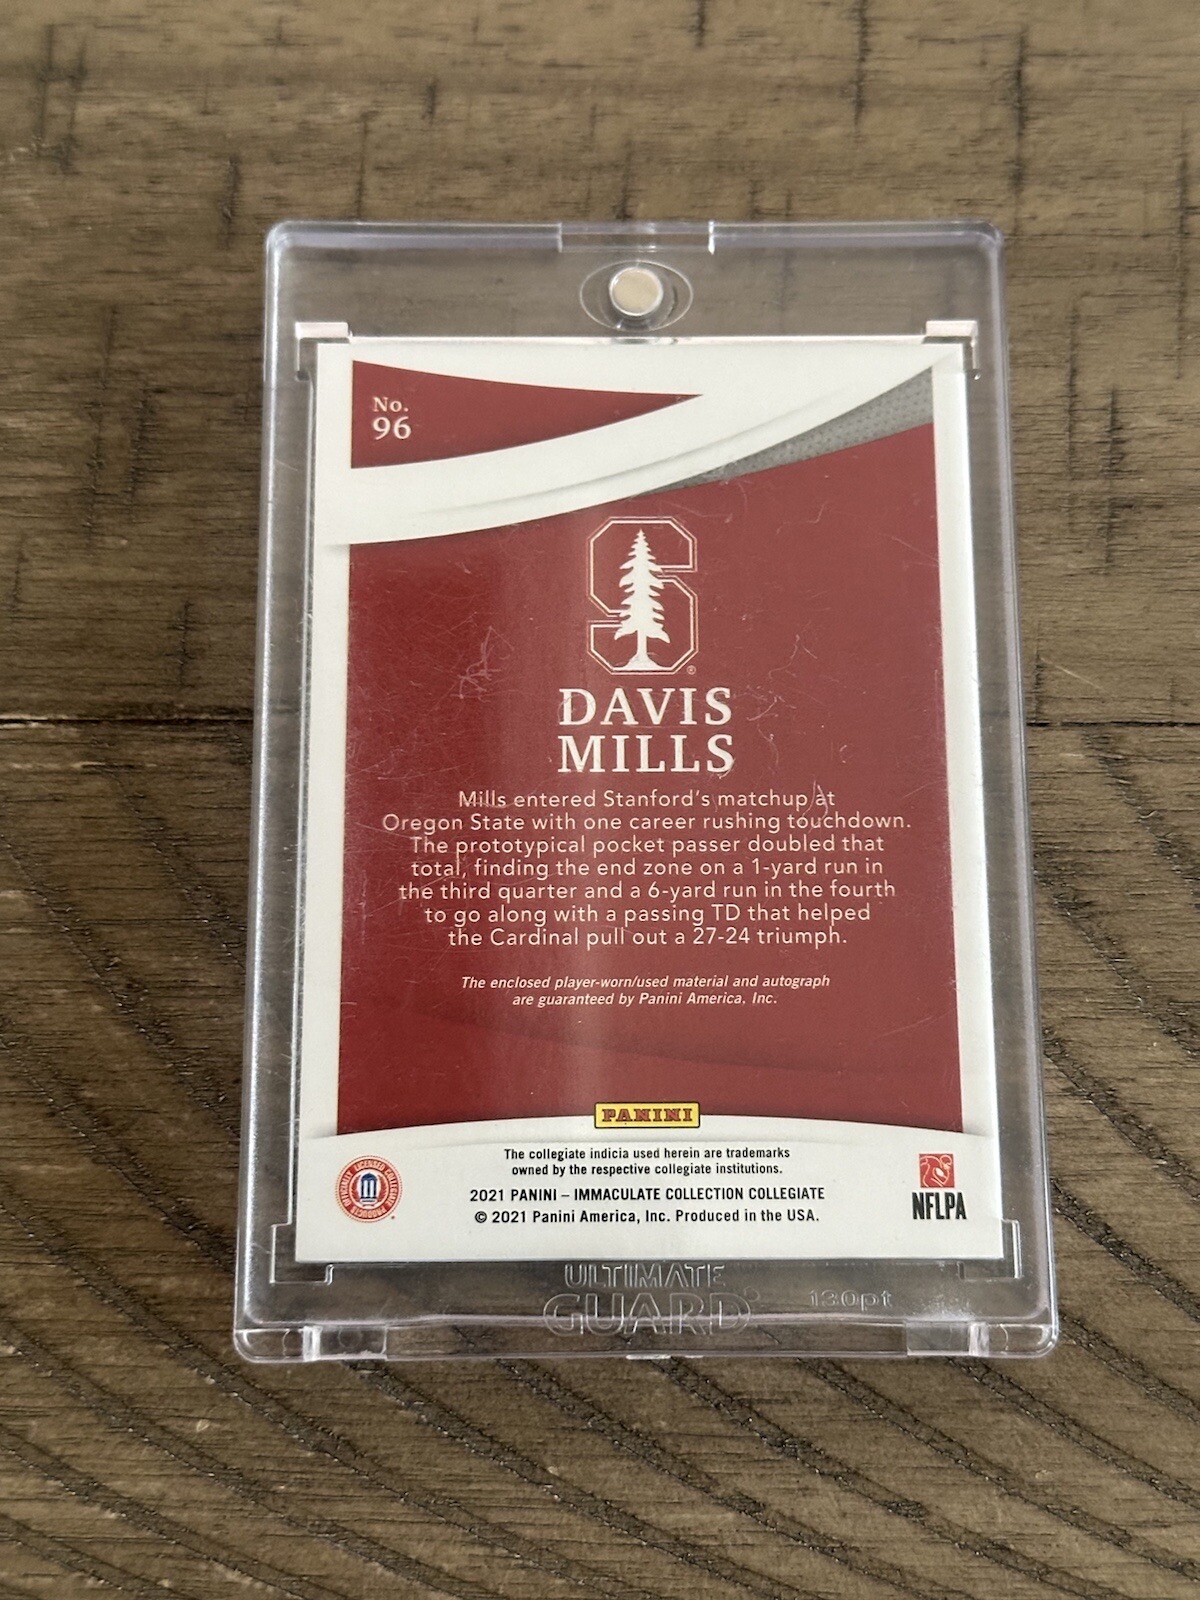 No.
96
S
®
DAVIS
MILLS
Mills entered Stanford's matchup at
Oregon State with one career rushing touchdown.
The prototypical pocket passer doubled that
total, finding the end zone on a 1-yard run in
the third quarter and a 6-yard run in the fourth
to go along with a passing TD that helped
the Cardinal pull out a 27-24 triumph.
The enclosed player-worn/used material and autograph
are guaranteed by Panini America, Inc.
PANINI
The collegiate indicia used herein are trademarks
owned by the respective collegiate institutions.
2021 PANINI – IMMACULATE COLLECTION COLLEGIATE
© 2021 Panini America, Inc. Produced in the USA.
OFFICIALLY LICENSED COLLEGIATE PRODUCTS
NFLPA
ULTIMATE
GUARD®
130pt